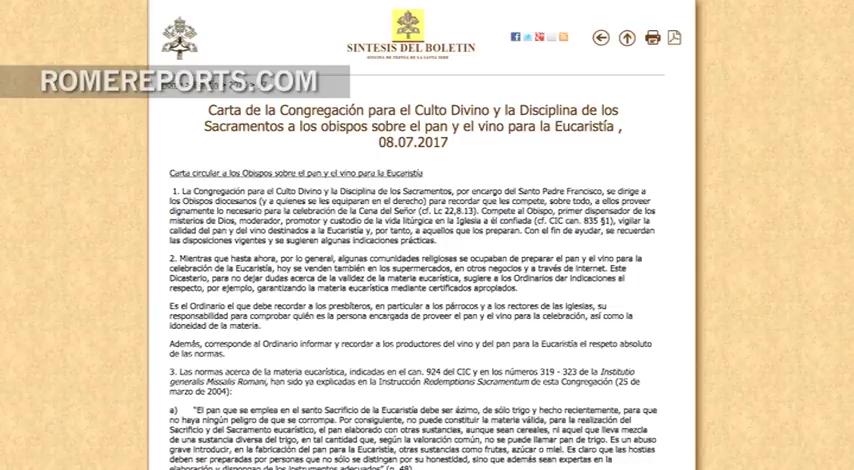 SINTESIS DEL BOLETIN
OFICINA DE PRENSA DE LA SANTA SEDE
ROMEREPORTS.COM
Carta de la Congregación para el Culto Divino y la Disciplina de los
Sacramentos a los obispos sobre el pan y el vino para la Eucaristía ,
08.07.2017
Carta circular a los Obispos sobre el pan y el vino para la Eucaristía
1. La Congregación para el Culto Divino y la Disciplina de los Sacramentos, por encargo del Santo Padre Francisco, se dirige a
los Obispos diocesanos (y a quienes se les equiparan en el derecho) para recordar que les compete, sobre todo, a ellos proveer
dignamente lo necesario para la celebración de la Cena del Señor (cf. Lc 22,8.13). Compete al Obispo, primer dispensador de los
misterios de Dios, moderador, promotor y custodio de la vida litúrgica en la Iglesia a él confiada (cf. CIC can. 835 §1), vigilar la
calidad del pan y del vino destinados a la Eucaristía y, por tanto, a aquellos que los preparan. Con el fin de ayudar, se recuerdan
las disposiciones vigentes y se sugieren algunas indicaciones prácticas.
2. Mientras que hasta ahora, por lo general, algunas comunidades religiosas se ocupaban de preparar el pan y el vino para la
celebración de la Eucaristía, hoy se venden también en los supermercados, en otros negocios y a través de internet. Este
Dicasterio, para no dejar dudas acerca de la validez de la materia eucarística, sugiere a los Ordinarios dar indicaciones al
respecto, por ejemplo, garantizando la materia eucarística mediante certificados apropiados.
Es el Ordinario el que debe recordar a los presbíteros, en particular a los párrocos y a los rectores de las iglesias, su
responsabilidad para comprobar quién es la persona encargada de proveer el pan y el vino para la celebración, así como la
idoneidad de la materia.
Además, corresponde al Ordinario informar y recordar a los productores del vino y del pan para la Eucaristía el respeto absoluto
de las normas.
3. Las normas acerca de la materia eucarística, indicadas en el can. 924 del CIC y en los números 319 - 323 de la Institutio
generalis Missalis Romani, han sido ya explicadas en la Instrucción Redemptionis Sacramentum de esta Congregación (25 de
marzo de 2004):
a) "El pan que se emplea en el santo Sacrificio de la Eucaristía debe ser ázimo, de sólo trigo y hecho recientemente, para que
no haya ningún peligro de que se corrompa. Por consiguiente, no puede constituir la materia válida, para la realización del
Sacrificio y del Sacramento eucarístico, el pan elaborado con otras sustancias, aunque sean cereales, ni aquel que lleva mezcla
de una sustancia diversa del trigo, en tal cantidad que, según la valoración común, no se puede llamar pan de trigo. Es un abuso
grave introducir, en la fabricación del pan para la Eucaristía, otras sustancias como frutas, azúcar o miel. Es claro que las hostias
deben ser preparadas por personas que no sólo se distingan por su honestidad, sino que además sean expertas en la
elaboración y dispongan de los instrumentos adecuados" (n. 48)